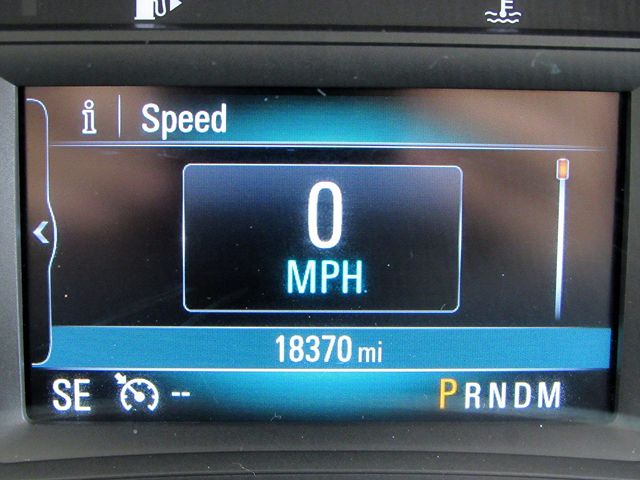 i Speed
0
MPH
18370 mi
SE -- PRNDM